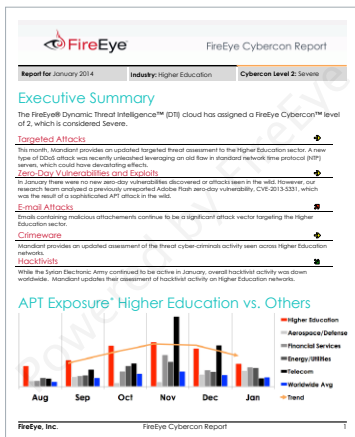 FireEye
FireEye Cybercon Report
Report for January 2014 Industry: Higher Education Cybercon Level 2: Severe
Executive Summary
The FireEye® Dynamic Threat Intelligence™ (DTI) cloud has assigned a FireEye Cybercon™ level
of 2, which is considered Severe.
Targeted Attacks
This month, Mandiant provides an updated targeted threat assessment to the Higher Education sector. A new
type of DDoS attack was recently unleashed leveraging an old flaw in standard network time protocol (NTP)
servers, which could have devastating effects.
Zero-Day Vulnerabilities and Exploits
In January there were no new zero-day vulnerabilities discovered or attacks seen in the wild. However, our
research team analyzed a previously unreported Adobe Flash zero-day vulnerability, CVE-2013-5331, which
was the result of a sophisticated APT attack in the wild.
E-mail Attacks
Emails containing malicious attachements continue to be a significant attack vector targeting the Higher
Education sector.
Crimeware
Mandiant provides an updated assessment of the threat cyber-criminals activity seen across Higher Education
networks.
Hacktivists
While the Syrian Electronic Army continued to be active in January, overall hacktivist activity was down
worldwide. Mandiant updates their assessment of hacktivist activity on Higher Education networks.
APT Exposure* Higher Education vs. Others
Higher Education
Aerospace/Defense
Financial Services
Energy/Utilities
Telecom
Worldwide Avg
Trend
Aug Sep Oct Nov Dec Jan
FireEye, Inc. FireEye Cybercon Report 1
Powered by FireEye